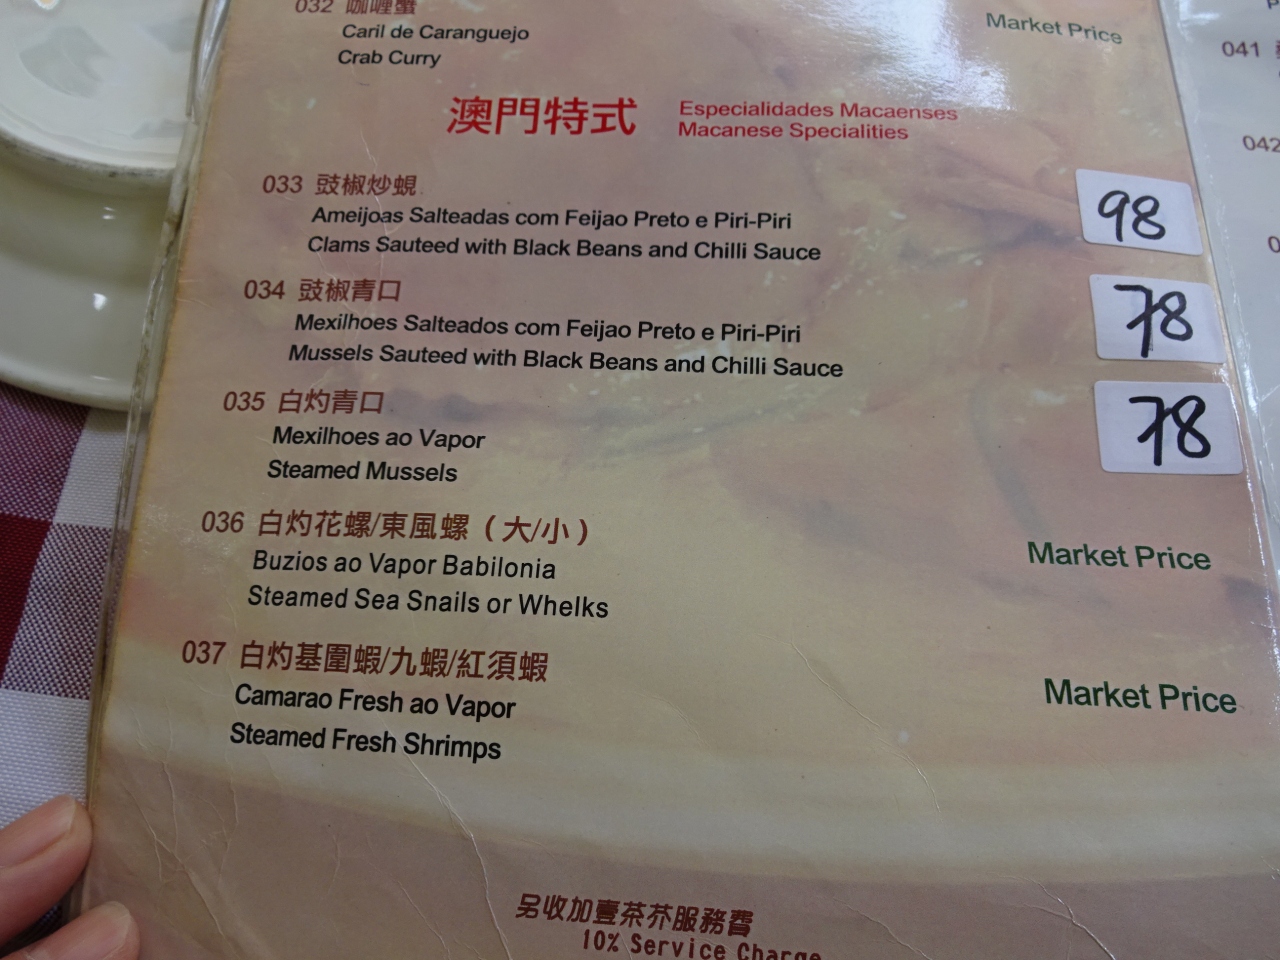 032 咖喱蟹
Caril de Caranguejo
Crab Curry
Market Price
澳門特式
Especialidades Macaenses
Macanese Specialities
033 豉椒炒蜆
Ameijoas Salteadas com Feijao Preto e Piri-Piri
Clams Sauteed with Black Beans and Chilli Sauce
98
034 豉椒青口
Mexilhoes Salteados com Feijao Preto e Piri-Piri
Mussels Sauteed with Black Beans and Chilli Sauce
78
035 白灼青口
Mexilhoes ao Vapor
Steamed Mussels
78
036 白灼花螺/東風螺（大/小）
Buzios ao Vapor Babilonia
Steamed Sea Snails or Whelks
Market Price
037 白灼基圍蝦/九蝦/紅須蝦
Camarao Fresh ao Vapor
Steamed Fresh Shrimps
Market Price
另收加壹茶芥服務費
10% Service Charge
041
042